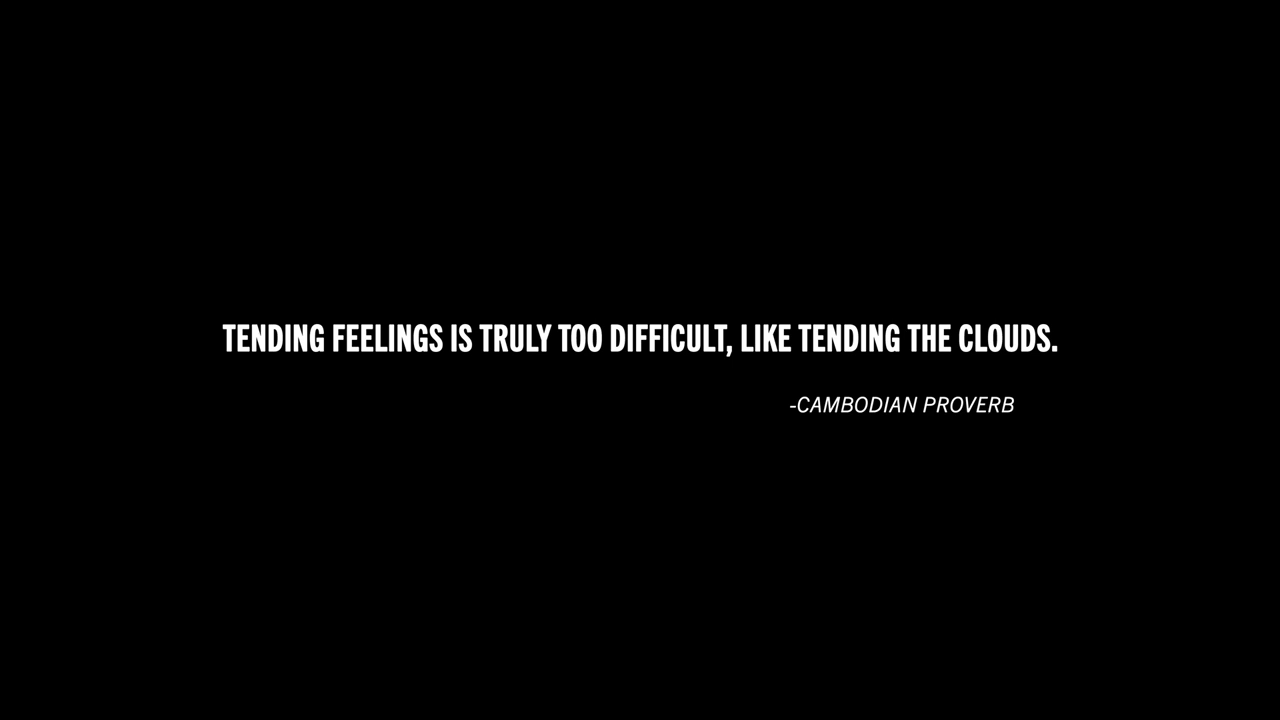 TENDING FEELINGS IS TRULY TOO DIFFICULT, LIKE TENDING THE CLOUDS.
-CAMBODIAN PROVERB